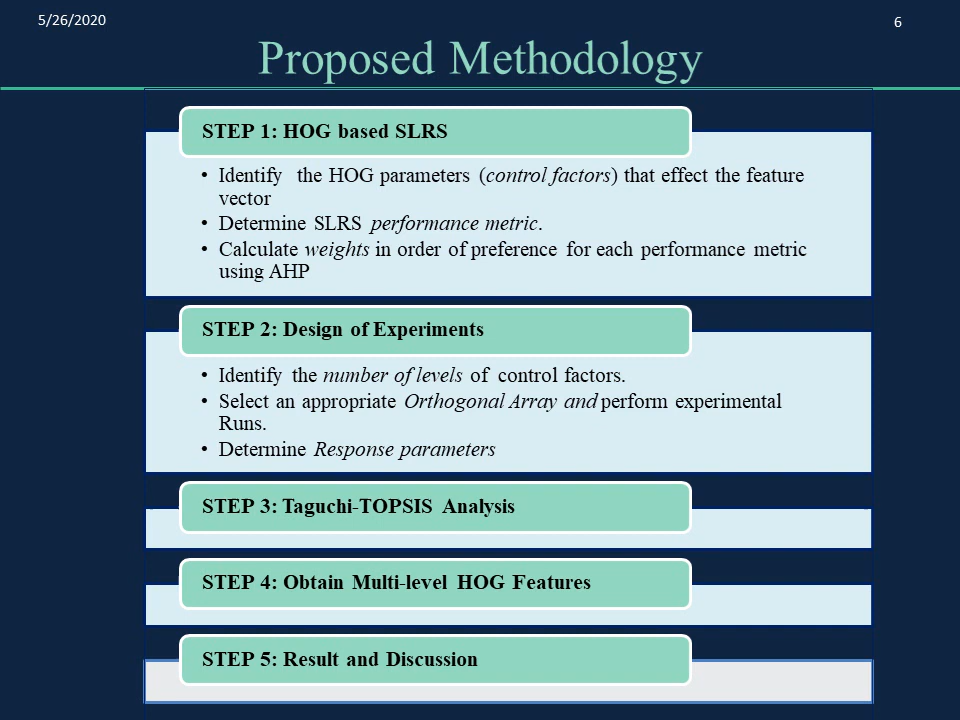 5/26/2020
6
Proposed Methodology
STEP 1: HOG based SLRS
• Identify the HOG parameters (control factors) that effect the feature
vector
• Determine SLRS performance metric.
• Calculate weights in order of preference for each performance metric
using AHP
STEP 2: Design of Experiments
• Identify the number of levels of control factors.
• Select an appropriate Orthogonal Array and perform experimental
Runs.
• Determine Response parameters
STEP 3: Taguchi-TOPSIS Analysis
STEP 4: Obtain Multi-level HOG Features
STEP 5: Result and Discussion